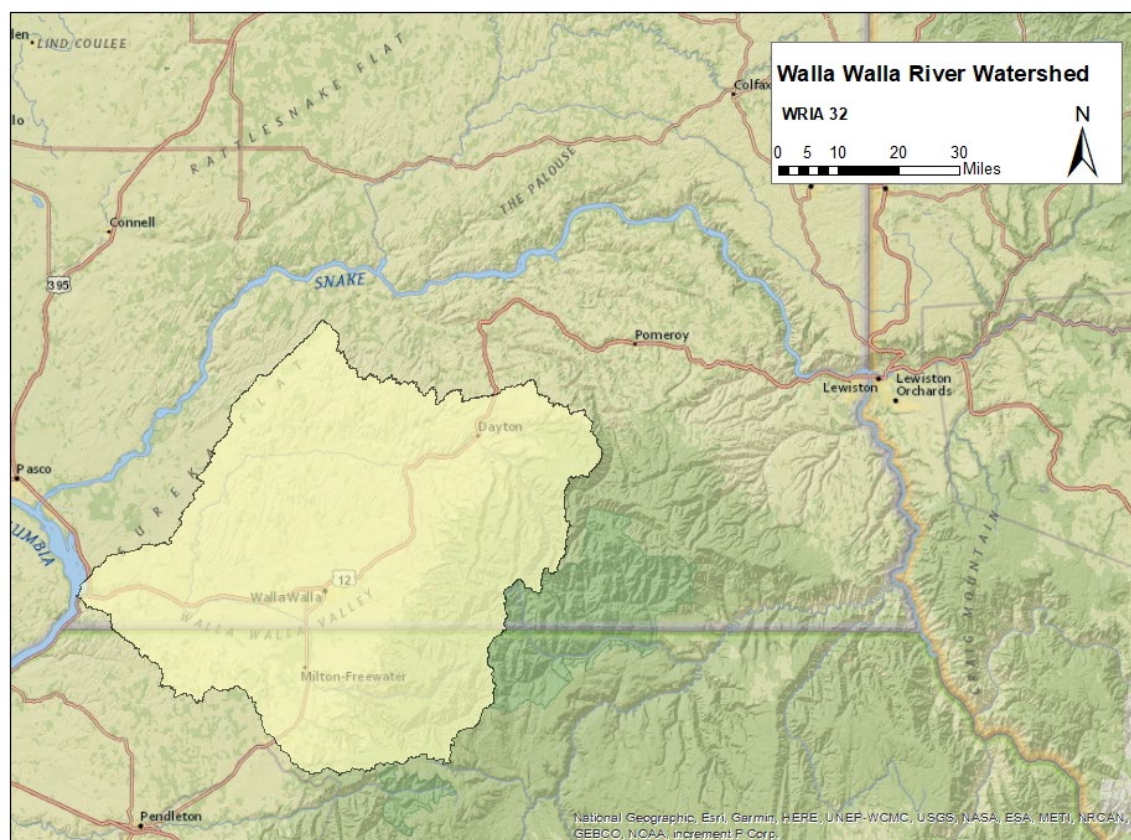 len
LIND COULEE
RATTLESNAKE FLAT
Colfax
Walla Walla River Watershed
WRIA 32
N
0 5 10 20 30
Miles
lo
THE PALOUSE
Connell
395
SNAKE
Pomeroy
Lewiston
Lewiston
Orchards
EUREKA FLAT
Dayton
Pasco
UMBIA
12
Walla Walla
WALLA WALLA VALLEY
Milton-Freewater
CRAIG MOUNTAIN
Pendleton
National Geographic, Esri, Garmin, HERE, UNEP-WCMC, USGS, NASA, ESA, METI, NRCAN,
GEBCO, NOAA, increment P Corp.